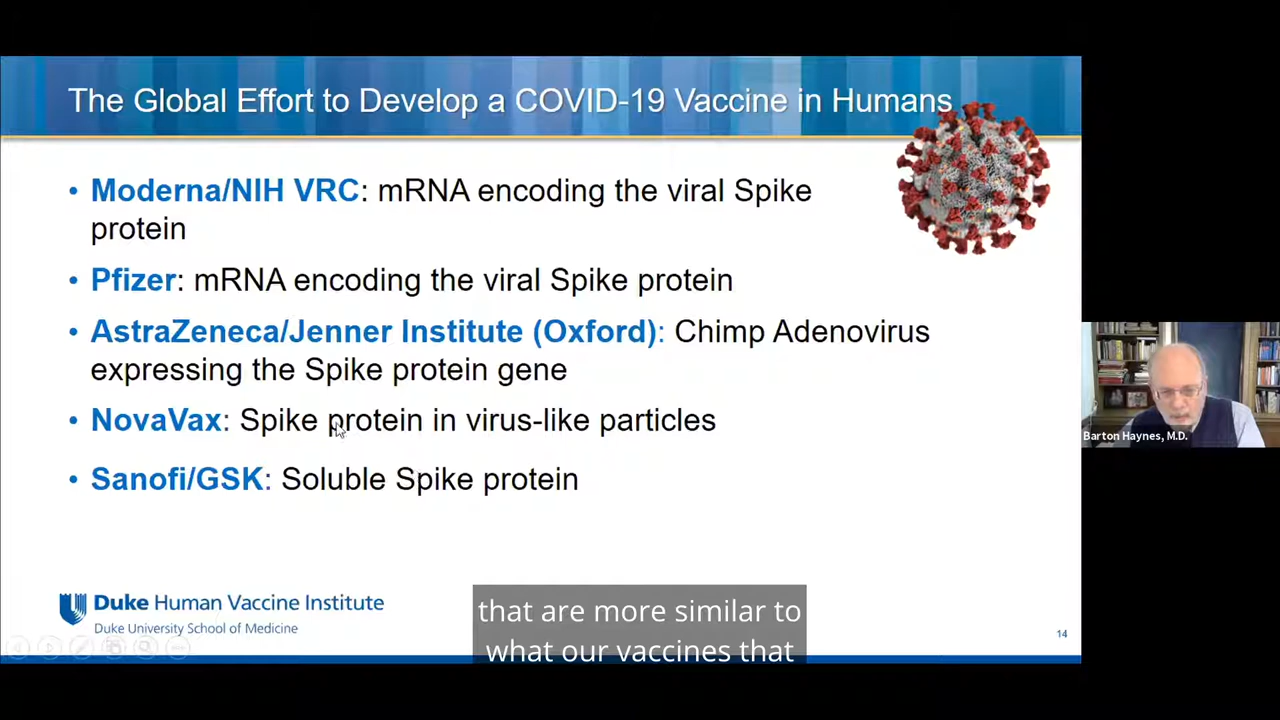 The Global Effort to Develop a COVID-19 Vaccine in Humans
• Moderna/NIH VRC: mRNA encoding the viral Spike
protein
• Pfizer: mRNA encoding the viral Spike protein
• AstraZeneca/Jenner Institute (Oxford): Chimp Adenovirus
expressing the Spike protein gene
• NovaVax: Spike protein in virus-like particles
• Sanofi/GSK: Soluble Spike protein
Barton Haynes, M.D.
Duke Human Vaccine Institute
Duke University School of Medicine
that are more similar to
what our vaccines that
14